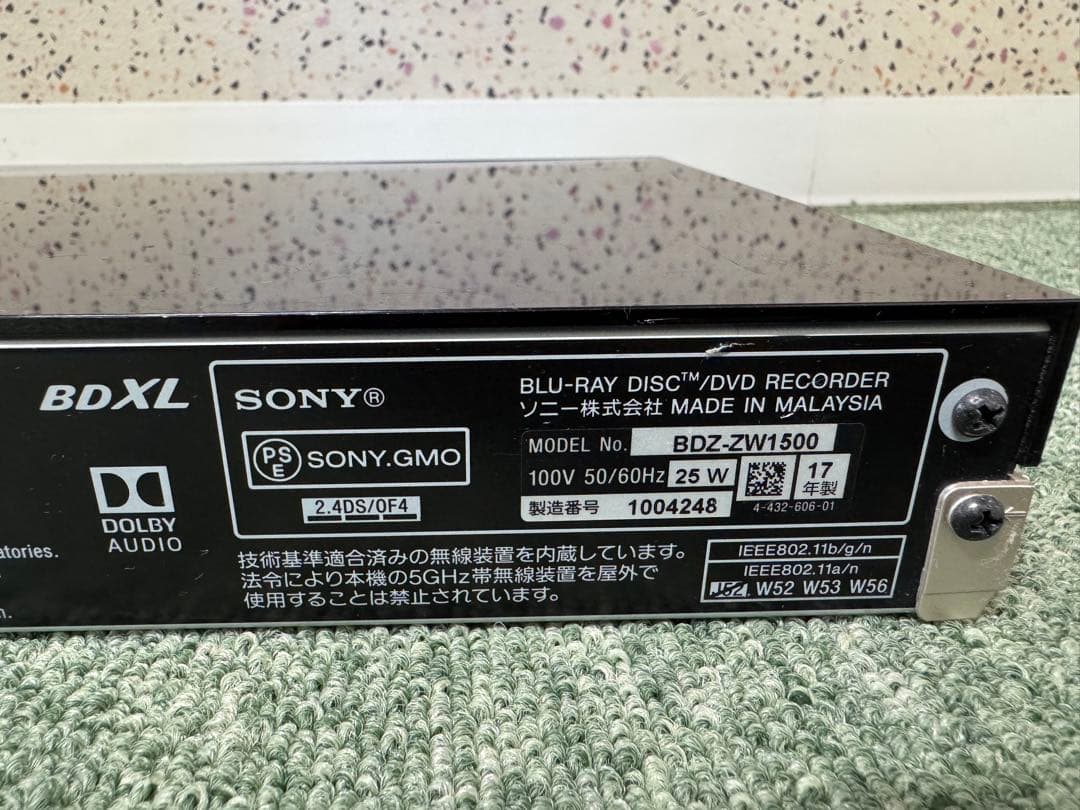 BDXL
DOLBY
AUDIO
atories.
n.
SONY®
PS
E
SONY.GMO
2.4DS/OF4
BLU-RAY DISC™/DVD RECORDER
ソニー株式会社 MADE IN MALAYSIA
MODEL No. BDZ-ZW1500
100V 50/60Hz 25 W
17
年製
製造番号 1004248
4-432-606-01
技術基準適合済みの無線装置を内蔵しています。
法令により本機の5GHz帯無線装置を屋外で
使用することは禁止されています。
IEEE802.11b/g/n
IEEE802.11a/n
J52 W52 W53 W56